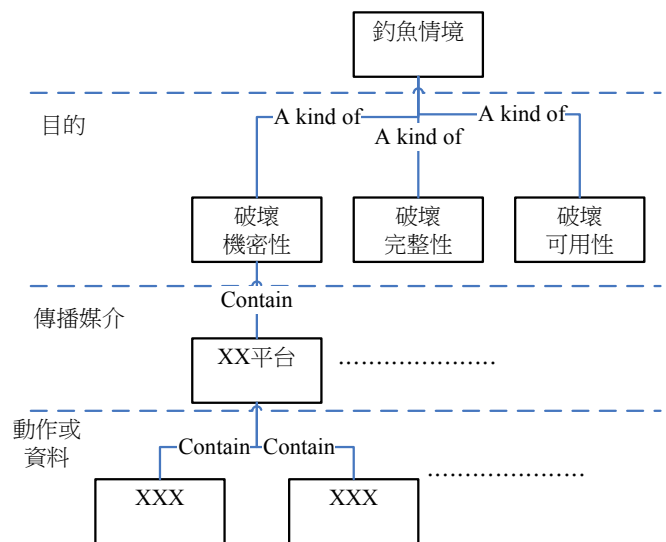 釣魚情境
目的
A kind of
A kind of
A kind of
破壞
機密性
破壞
完整性
破壞
可用性
Contain
傳播媒介
XX平台
.....................
動作或
資料
Contain
Contain
XXX
XXX
.....................